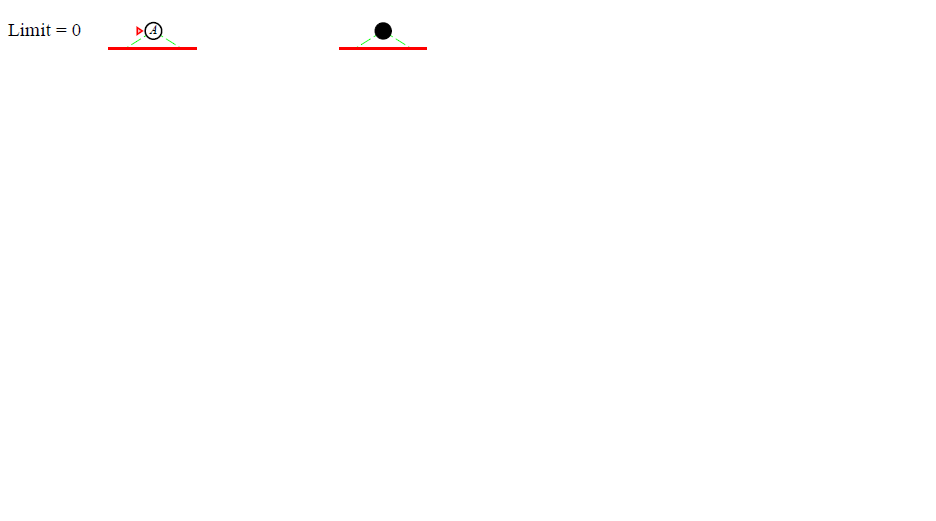 Limit = 0 A